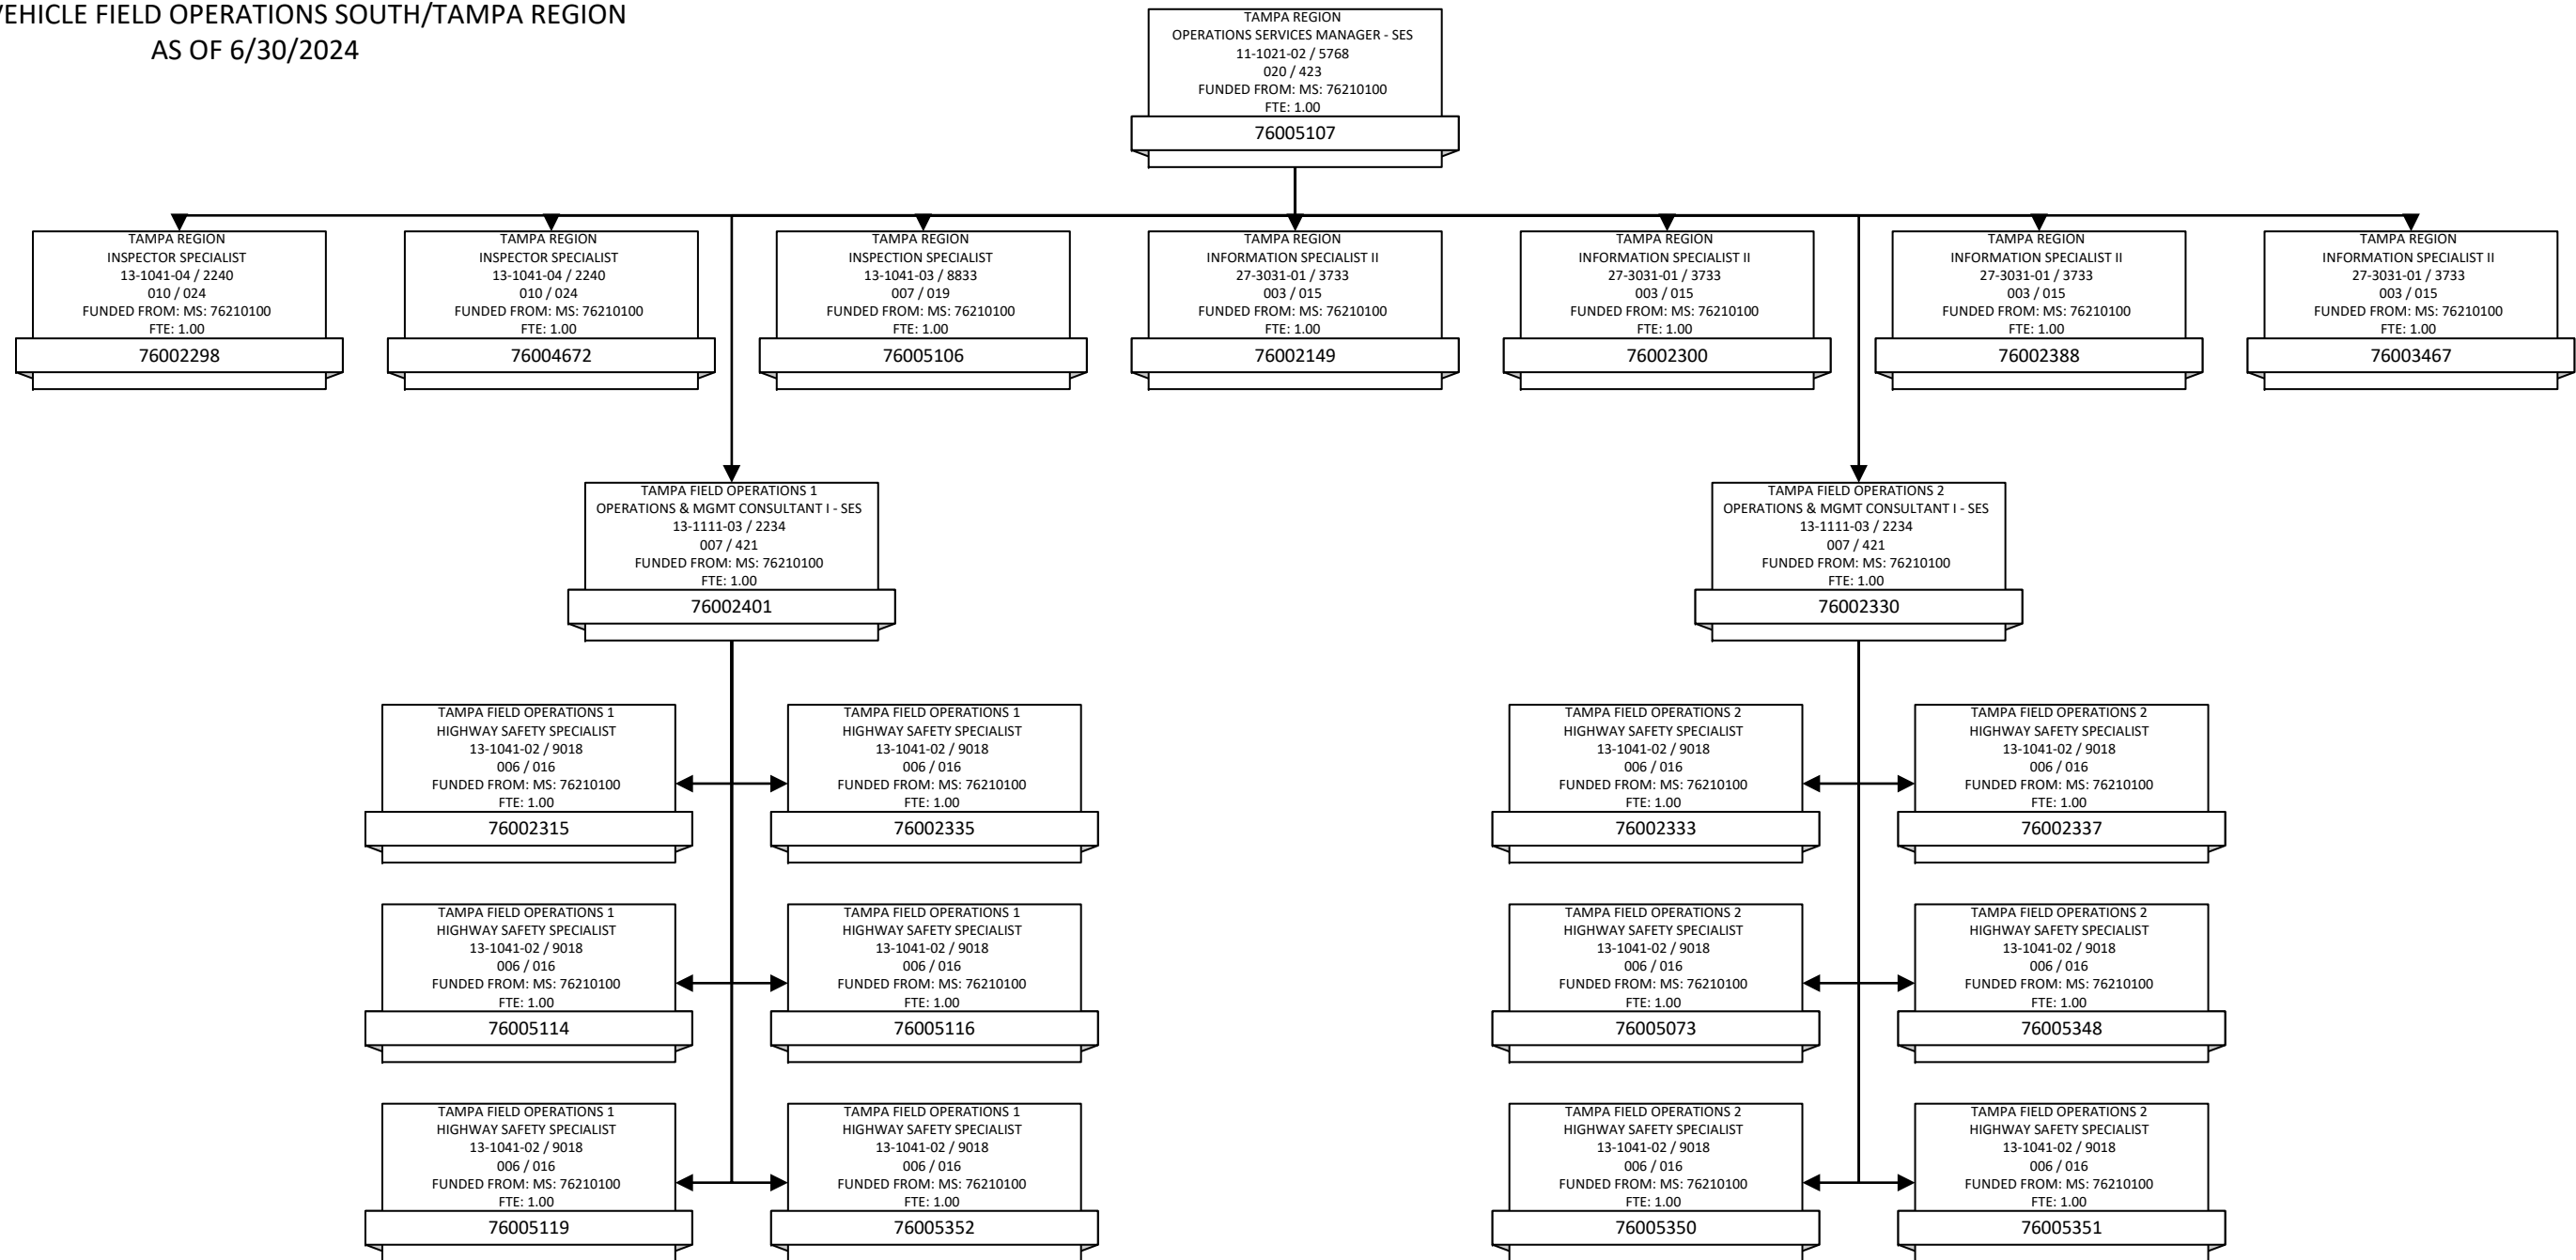 VEHICLE FIELD OPERATIONS SOUTH/TAMPA REGION
AS OF 6/30/2024
TAMPA REGION
OPERATIONS SERVICES MANAGER - SES
11-1021-02 / 5768
020 / 423
FUNDED FROM: MS: 76210100
FTE: 1.00
76005107
TAMPA REGION
INSPECTOR SPECIALIST
13-1041-04 / 2240
010 / 024
FUNDED FROM: MS: 76210100
FTE: 1.00
76002298
TAMPA REGION
INSPECTOR SPECIALIST
13-1041-04 / 2240
010 / 024
FUNDED FROM: MS: 76210100
FTE: 1.00
76004672
TAMPA REGION
INSPECTION SPECIALIST
13-1041-03 / 8833
007 / 019
FUNDED FROM: MS: 76210100
FTE: 1.00
76005106
TAMPA REGION
INFORMATION SPECIALIST II
27-3031-01 / 3733
003 / 015
FUNDED FROM: MS: 76210100
FTE: 1.00
76002149
TAMPA REGION
INFORMATION SPECIALIST II
27-3031-01 / 3733
003 / 015
FUNDED FROM: MS: 76210100
FTE: 1.00
76002300
TAMPA REGION
INFORMATION SPECIALIST II
27-3031-01 / 3733
003 / 015
FUNDED FROM: MS: 76210100
FTE: 1.00
76002388
TAMPA REGION
INFORMATION SPECIALIST II
27-3031-01 / 3733
003 / 015
FUNDED FROM: MS: 76210100
FTE: 1.00
76003467
TAMPA FIELD OPERATIONS 1
OPERATIONS & MGMT CONSULTANT I - SES
13-1111-03 / 2234
007 / 421
FUNDED FROM: MS: 76210100
FTE: 1.00
76002401
TAMPA FIELD OPERATIONS 2
OPERATIONS & MGMT CONSULTANT I - SES
13-1111-03 / 2234
007 / 421
FUNDED FROM: MS: 76210100
FTE: 1.00
76002330
TAMPA FIELD OPERATIONS 1
HIGHWAY SAFETY SPECIALIST
13-1041-02 / 9018
006 / 016
FUNDED FROM: MS: 76210100
FTE: 1.00
76002315
TAMPA FIELD OPERATIONS 1
HIGHWAY SAFETY SPECIALIST
13-1041-02 / 9018
006 / 016
FUNDED FROM: MS: 76210100
FTE: 1.00
76002335
TAMPA FIELD OPERATIONS 2
HIGHWAY SAFETY SPECIALIST
13-1041-02 / 9018
006 / 016
FUNDED FROM: MS: 76210100
FTE: 1.00
76002333
TAMPA FIELD OPERATIONS 2
HIGHWAY SAFETY SPECIALIST
13-1041-02 / 9018
006 / 016
FUNDED FROM: MS: 76210100
FTE: 1.00
76002337
TAMPA FIELD OPERATIONS 1
HIGHWAY SAFETY SPECIALIST
13-1041-02 / 9018
006 / 016
FUNDED FROM: MS: 76210100
FTE: 1.00
76005114
TAMPA FIELD OPERATIONS 1
HIGHWAY SAFETY SPECIALIST
13-1041-02 / 9018
006 / 016
FUNDED FROM: MS: 76210100
FTE: 1.00
76005116
TAMPA FIELD OPERATIONS 2
HIGHWAY SAFETY SPECIALIST
13-1041-02 / 9018
006 / 016
FUNDED FROM: MS: 76210100
FTE: 1.00
76005073
TAMPA FIELD OPERATIONS 2
HIGHWAY SAFETY SPECIALIST
13-1041-02 / 9018
006 / 016
FUNDED FROM: MS: 76210100
FTE: 1.00
76005348
TAMPA FIELD OPERATIONS 1
HIGHWAY SAFETY SPECIALIST
13-1041-02 / 9018
006 / 016
FUNDED FROM: MS: 76210100
FTE: 1.00
76005119
TAMPA FIELD OPERATIONS 1
HIGHWAY SAFETY SPECIALIST
13-1041-02 / 9018
006 / 016
FUNDED FROM: MS: 76210100
FTE: 1.00
76005352
TAMPA FIELD OPERATIONS 2
HIGHWAY SAFETY SPECIALIST
13-1041-02 / 9018
006 / 016
FUNDED FROM: MS: 76210100
FTE: 1.00
76005350
TAMPA FIELD OPERATIONS 2
HIGHWAY SAFETY SPECIALIST
13-1041-02 / 9018
006 / 016
FUNDED FROM: MS: 76210100
FTE: 1.00
76005351